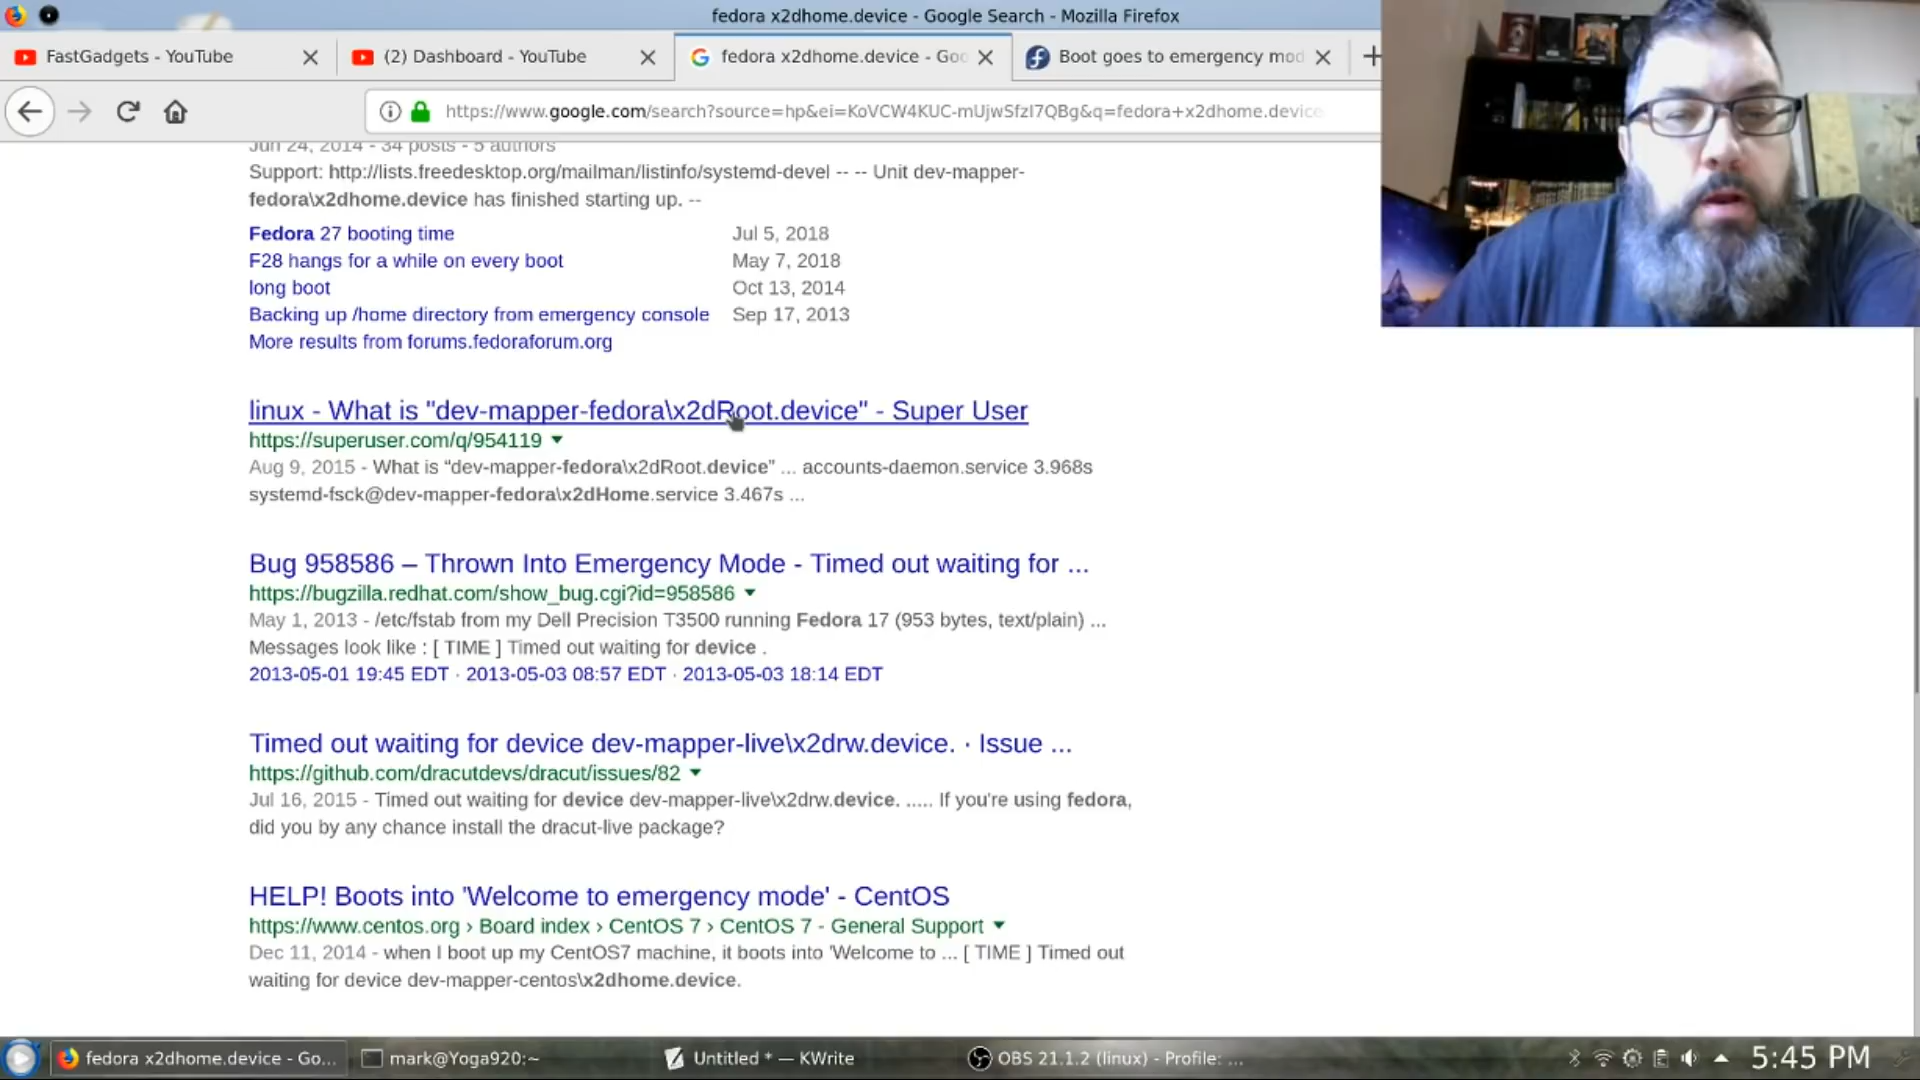 fedora x2dhome.device - Google Search - Mozilla Firefox
FastGadgets - YouTube
(2) Dashboard - YouTube
fedora x2dhome.device - Goo
Boot goes to emergency mod
https://www.google.com/search?source=hp&ei=KoVCW4KUC-mUjwSfzI7QBg&q=fedora+x2dhome.device
Jun 24, 2014 - 34 posts - 5 authors
Support: http://lists.freedesktop.org/mailman/listinfo/systemd-devel -- -- Unit dev-mapper-
fedora\x2dhome.device has finished starting up. --
Fedora 27 booting time Jul 5, 2018
F28 hangs for a while on every boot May 7, 2018
long boot Oct 13, 2014
Backing up /home directory from emergency console Sep 17, 2013
More results from forums.fedoraforum.org
linux - What is "dev-mapper-fedora\x2dRoot.device" - Super User
https://superuser.com/q/954119
Aug 9, 2015 - What is “dev-mapper-fedora\x2dRoot.device” ... accounts-daemon.service 3.968s
systemd-fsck@dev-mapper-fedora\x2dHome.service 3.467s ...
Bug 958586 – Thrown Into Emergency Mode - Timed out waiting for ...
https://bugzilla.redhat.com/show_bug.cgi?id=958586
May 1, 2013 - /etc/fstab from my Dell Precision T3500 running Fedora 17 (953 bytes, text/plain) ...
Messages look like : [ TIME ] Timed out waiting for device .
2013-05-01 19:45 EDT · 2013-05-03 08:57 EDT · 2013-05-03 18:14 EDT
Timed out waiting for device dev-mapper-live\x2drw.device. · Issue ...
https://github.com/dracutdevs/dracut/issues/82
Jul 16, 2015 - Timed out waiting for device dev-mapper-live\x2drw.device. ..... If you're using fedora,
did you by any chance install the dracut-live package?
HELP! Boots into 'Welcome to emergency mode' - CentOS
https://www.centos.org › Board index › CentOS 7 › CentOS 7 - General Support
Dec 11, 2014 - when I boot up my CentOS7 machine, it boots into 'Welcome to ... [ TIME ] Timed out
waiting for device dev-mapper-centos\x2dhome.device.
fedora x2dhome.device - Go...
mark@Yoga920:~
Untitled * — KWrite
OBS 21.1.2 (linux) - Profile: ...
5:45 PM